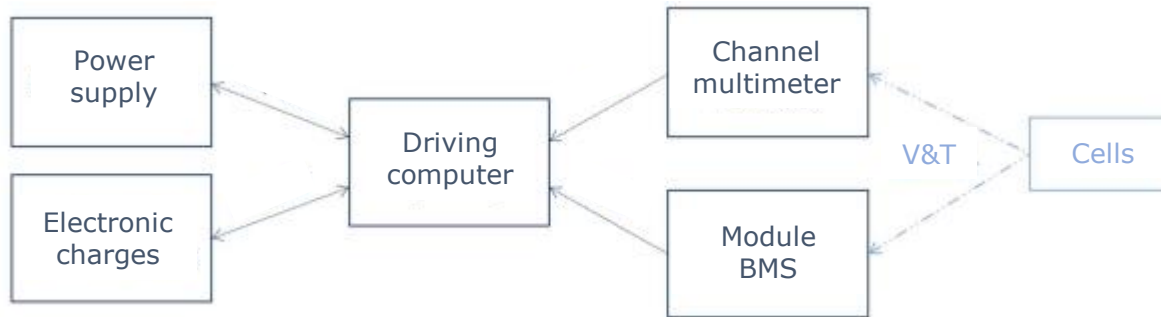 Power
supply
Electronic
charges
Driving
computer
Channel
multimeter
Module
BMS
V&T
Cells